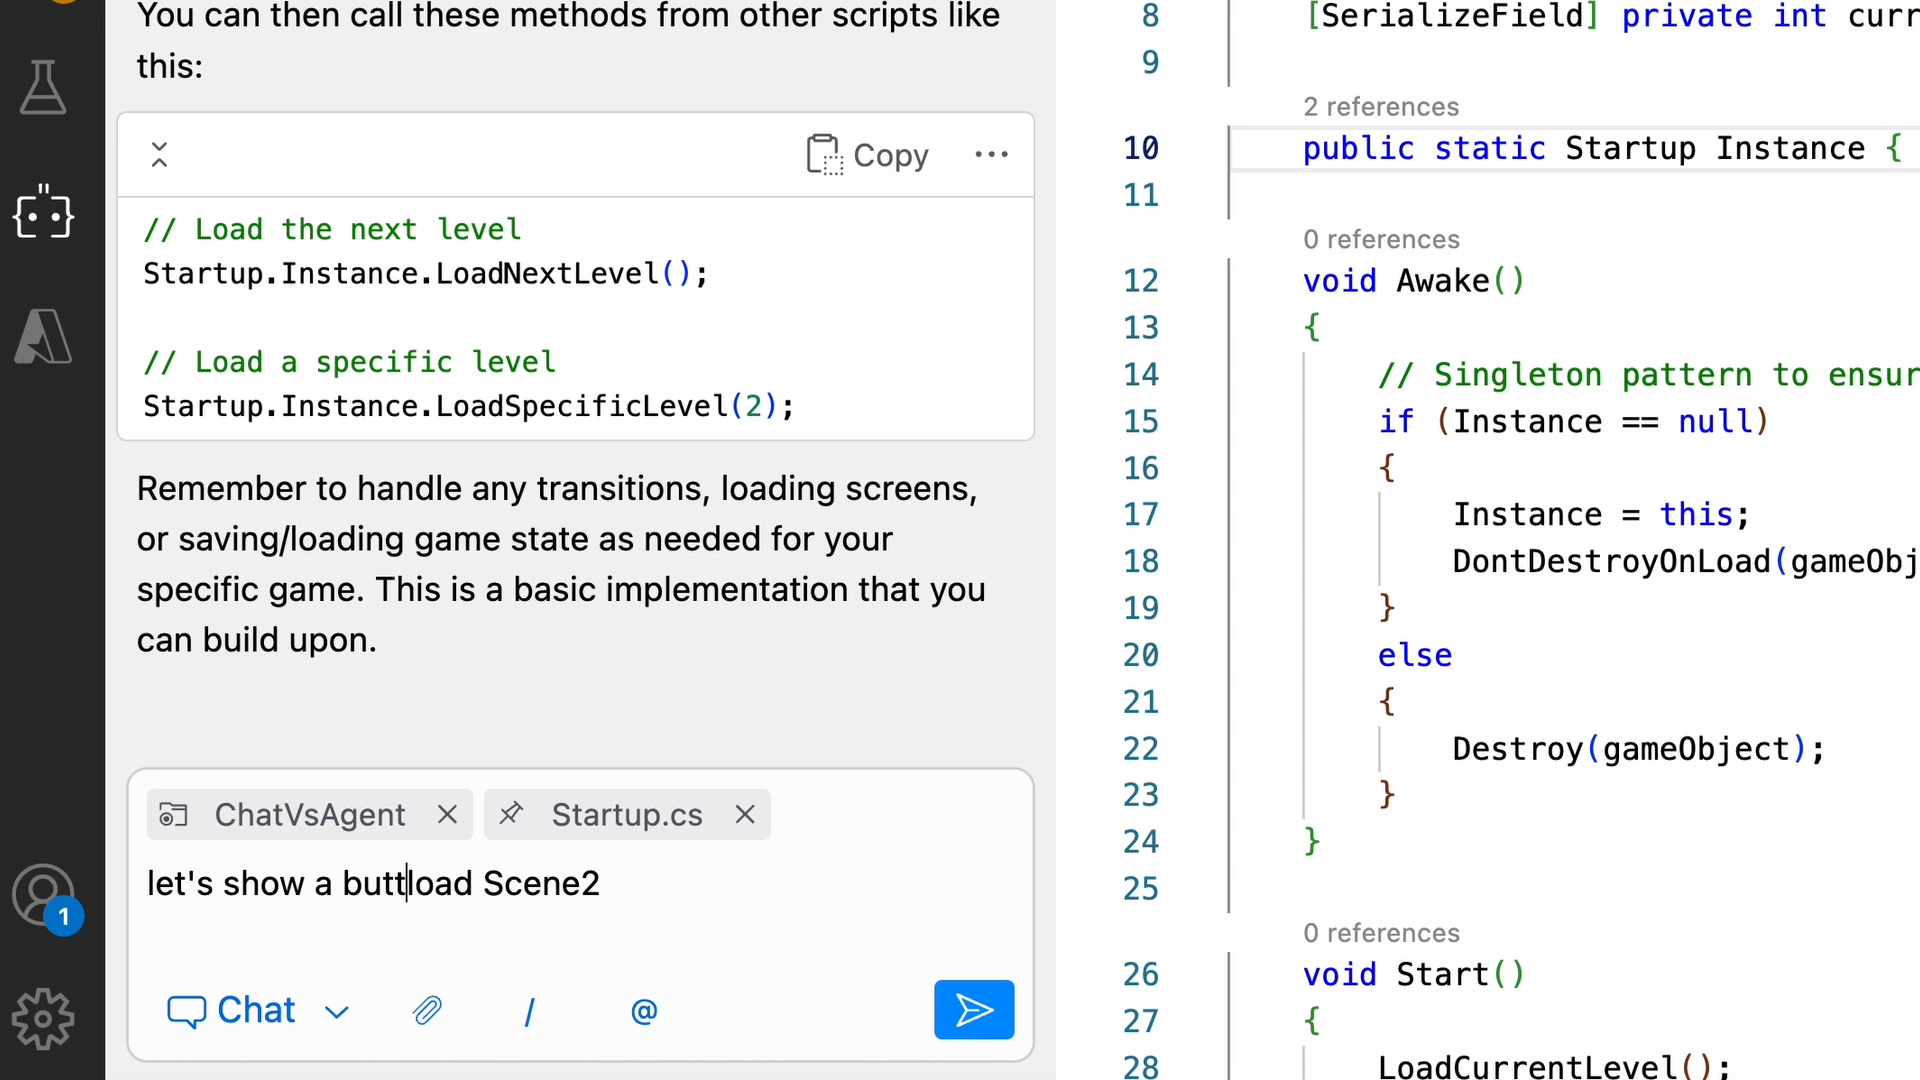 You can then call these methods from other scripts like
this:
Copy
// Load the next level
Startup.Instance.LoadNextLevel();
// Load a specific level
Startup.Instance.LoadSpecificLevel(2);
Remember to handle any transitions, loading screens,
or saving/loading game state as needed for your
specific game. This is a basic implementation that you
can build upon.
ChatVsAgent
Startup.cs
let's show a buttload Scene2
Chat
/
@
1
8 [SerializeField] private int curr
9
2 references
10 public static Startup Instance {
11
0 references
12 void Awake()
13 {
14 // Singleton pattern to ensur
15 if (Instance == null)
16 {
17 Instance = this;
18 DontDestroyOnLoad(gameObj
19 }
20 else
21 {
22 Destroy(gameObject);
23 }
24 }
25
0 references
26 void Start()
27 {
28 LoadCurrentLevel();